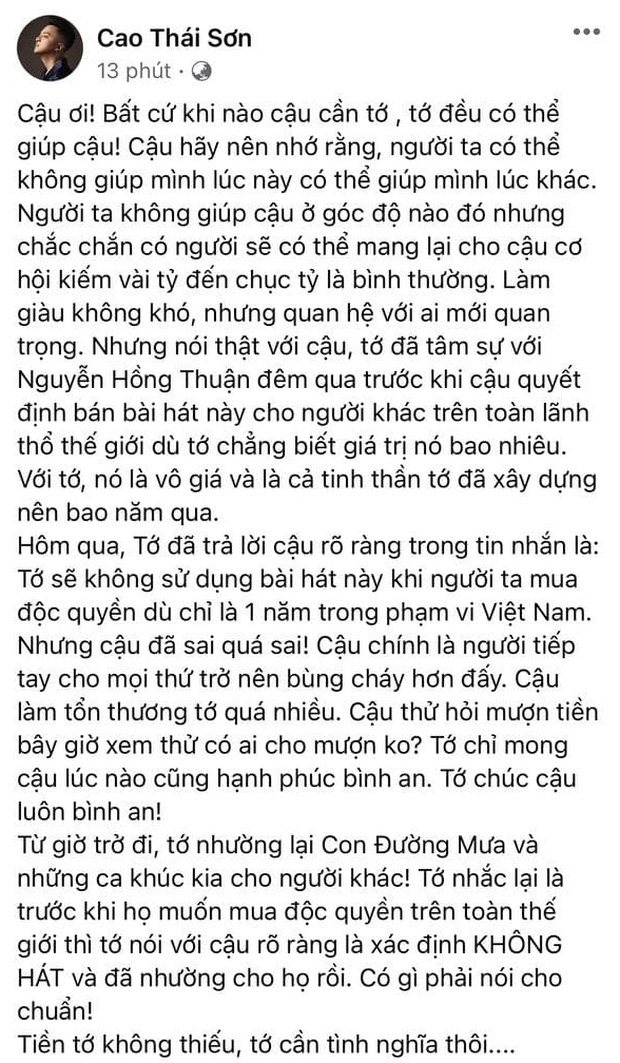 Cao Thái Sơn
13 phút ·
Cậu ơi! Bất cứ khi nào cậu cần tớ , tớ đều có thể
giúp cậu! Cậu hãy nên nhớ rằng, người ta có thể
không giúp mình lúc này có thể giúp mình lúc khác.
Người ta không giúp cậu ở góc độ nào đó nhưng
chắc chắn có người sẽ có thể mang lại cho cậu cơ
hội kiếm vài tỷ đến chục tỷ là bình thường. Làm
giàu không khó, nhưng quan hệ với ai mới quan
trọng. Nhưng nói thật với cậu, tớ đã tâm sự với
Nguyễn Hồng Thuận đêm qua trước khi cậu quyết
định bán bài hát này cho người khác trên toàn lãnh
thổ thế giới dù tớ chẳng biết giá trị nó bao nhiêu.
Với tớ, nó là vô giá và là cả tinh thần tớ đã xây dựng
nên bao năm qua.
Hôm qua, Tớ đã trả lời cậu rõ ràng trong tin nhắn là:
Tớ sẽ không sử dụng bài hát này khi người ta mua
độc quyền dù chỉ là 1 năm trong phạm vi Việt Nam.
Nhưng cậu đã sai quá sai! Cậu chính là người tiếp
tay cho mọi thứ trở nên bùng cháy hơn đấy. Cậu
làm tổn thương tớ quá nhiều. Cậu thử hỏi mượn tiền
bây giờ xem thử có ai cho mượn ko? Tớ chỉ mong
cậu lúc nào cũng hạnh phúc bình an. Tớ chúc cậu
luôn bình an!
Từ giờ trở đi, tớ nhường lại Con Đường Mưa và
những ca khúc kia cho người khác! Tớ nhắc lại là
trước khi họ muốn mua độc quyền trên toàn thế
giới thì tớ nói với cậu rõ ràng là xác định KHÔNG
HÁT và đã nhường cho họ rồi. Có gì phải nói cho
chuẩn!
Tiền tớ không thiếu, tớ cần tình nghĩa thôi....